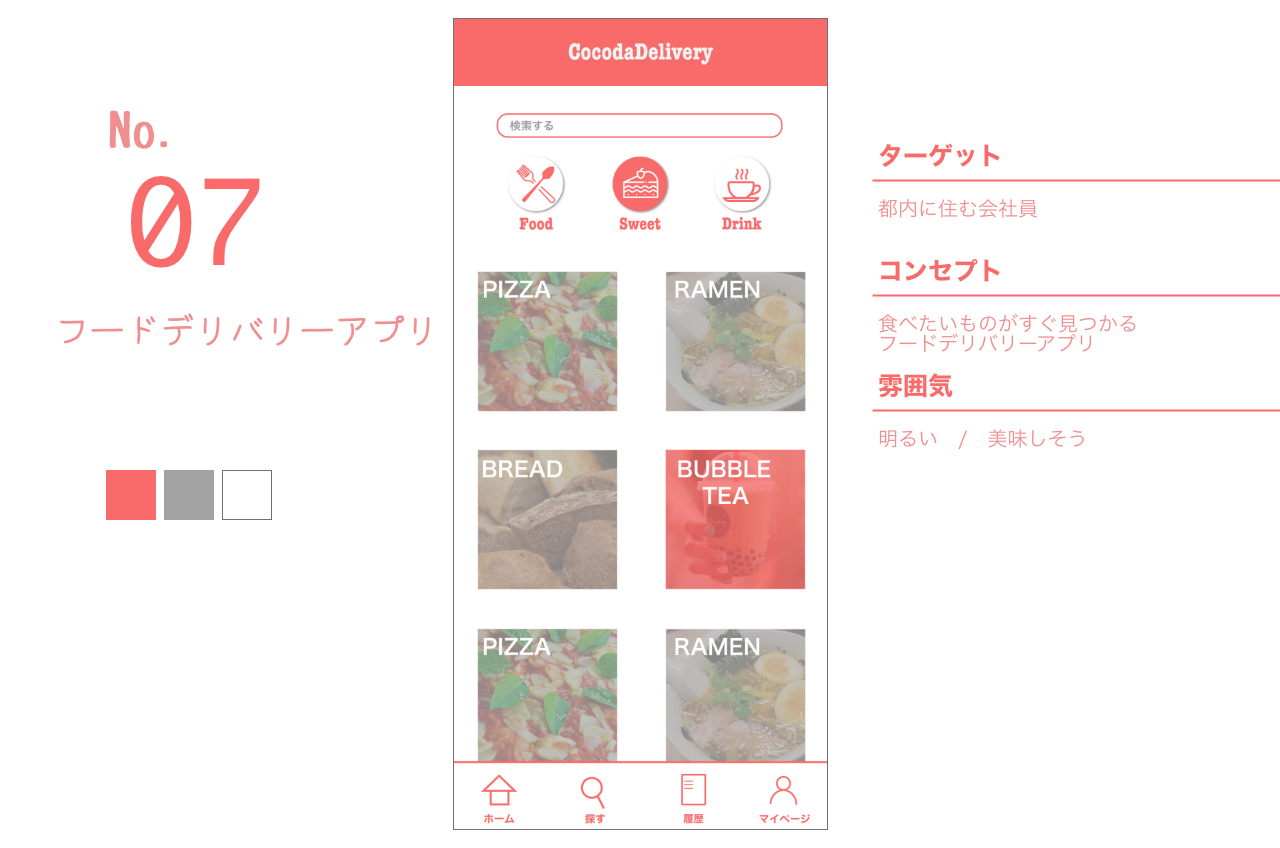 No.
07
フードデリバリーアプリ
CocodaDelivery
検索する
Food
Sweet
Drink
PIZZA
RAMEN
BREAD
BUBBLE
TEA
PIZZA
RAMEN
ホーム
探す
履歴
マイページ
ターゲット
都内に住む会社員
コンセプト
食べたいものがすぐ見つかる
フードデリバリーアプリ
雰囲気
明るい　/　美味しそう